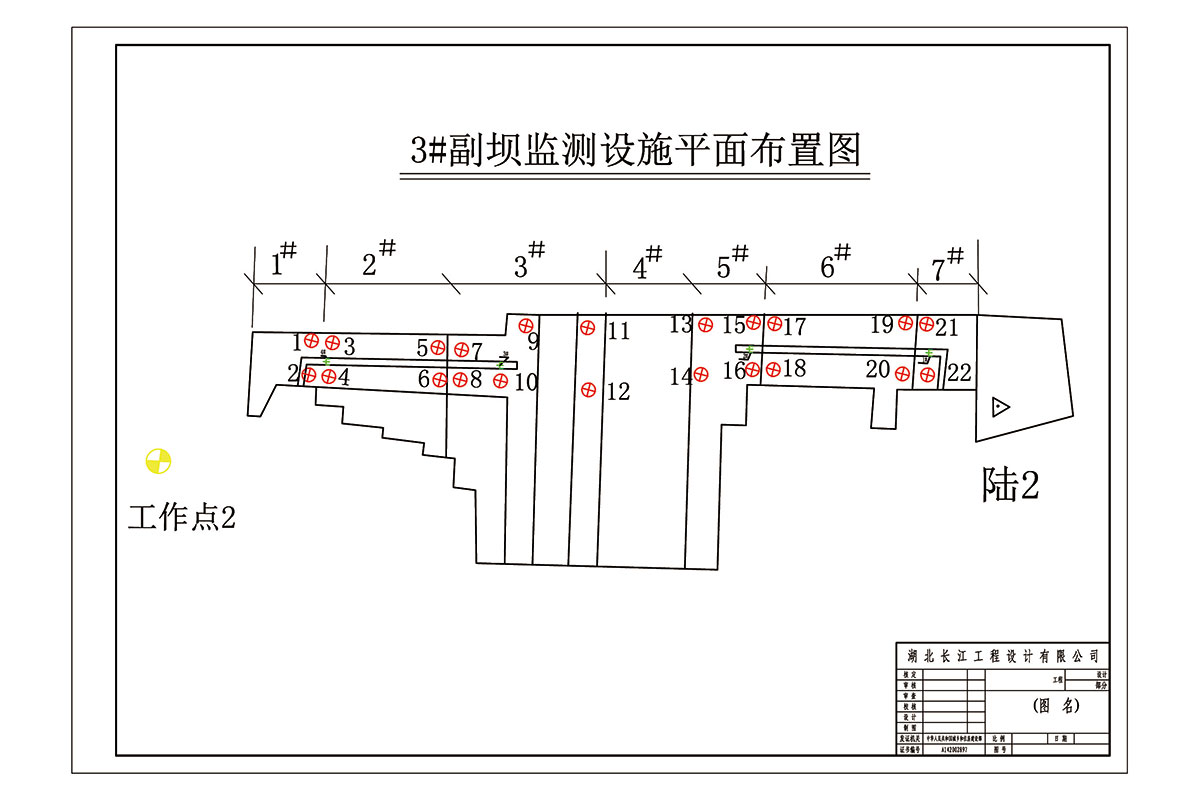 3#副坝监测设施平面布置图
1# 2# 3# 4# 5# 6# 7#
1 3 5 7 9 11 13 15 17 19 21
2 4 6 8 10 12 14 16 18 20 22
工作点2
陆2
湖北长江工程设计有限公司
核定
工程 设计
审核
部分
审查
(图 名)
校核
设计
制图
发证机关 中华人民共和国城乡和住房建设部 比例 日期
证书编号 A142002897 图号